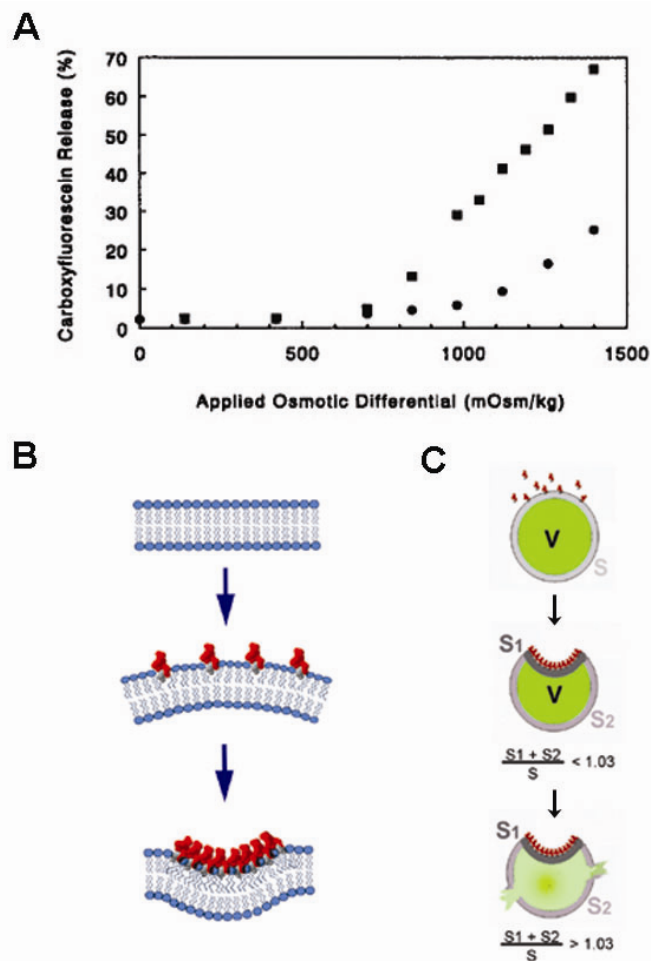 A
Carboxyfluorescein Release (%)
70
60
50
40
30
20
10
0
0
500
1000
1500
Applied Osmotic Differential (mOsm/kg)
B
C
V
S
S1
V
S2
S1 + S2
S
< 1.03
S1
S2
S1 + S2
S
> 1.03